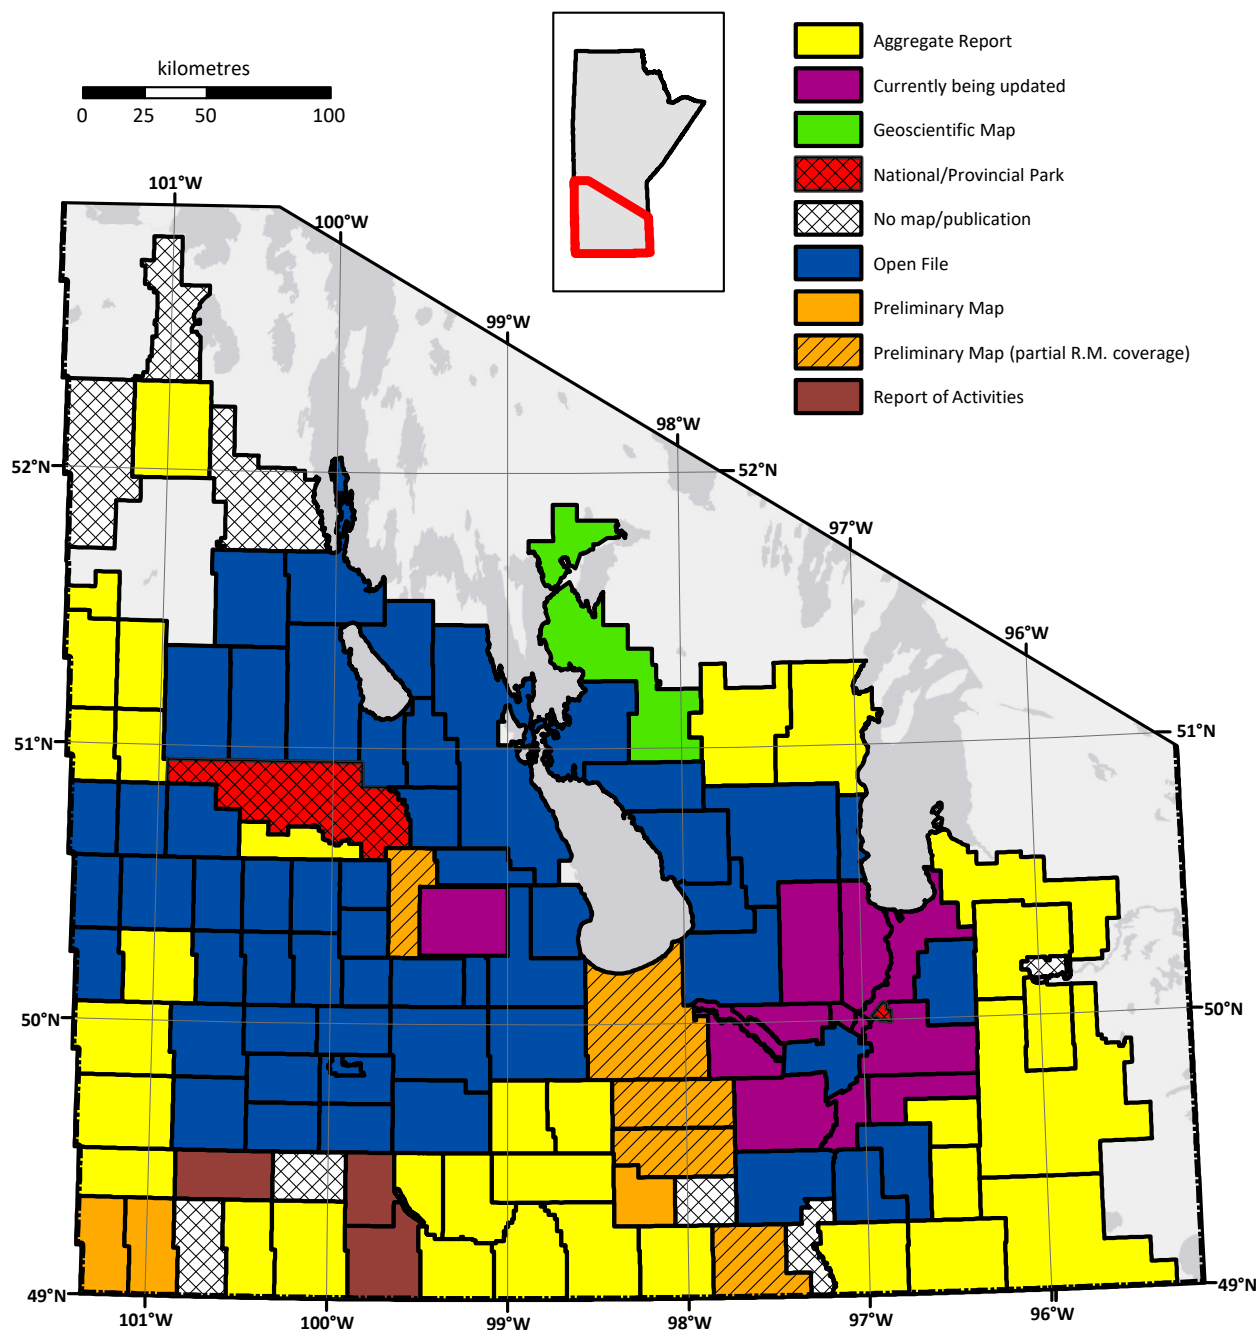 kilometres
0 25 50 100
Aggregate Report
Currently being updated
Geoscientific Map
National/Provincial Park
No map/publication
Open File
Preliminary Map
Preliminary Map (partial R.M. coverage)
Report of Activities
101°W
100°W
99°W
98°W
52°N
52°N
97°W
96°W
51°N
51°N
50°N
50°N
49°N
49°N
101°W 100°W 99°W 98°W 97°W 96°W